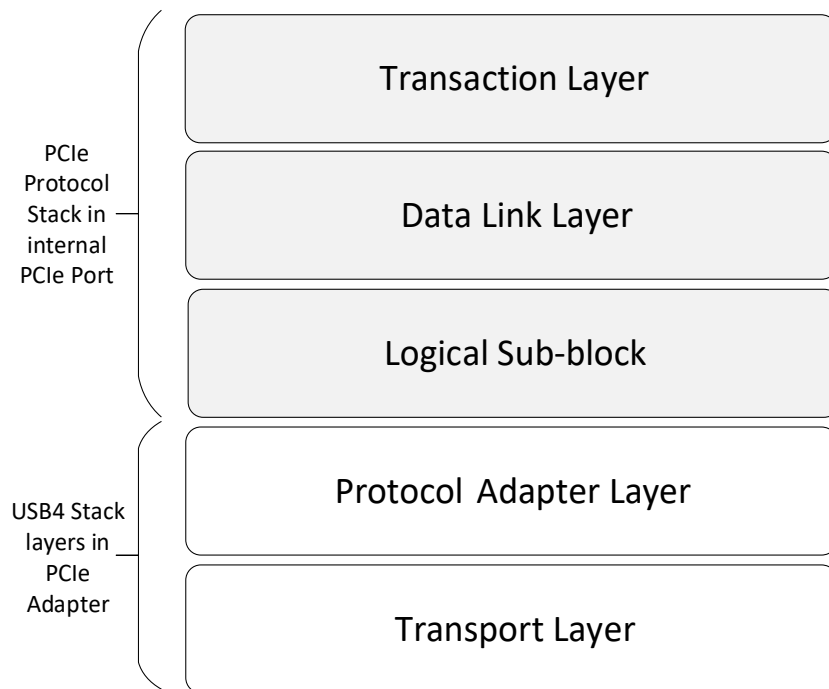 Transaction Layer
PCIe
Protocol
Stack in
internal
PCIe Port
Data Link Layer
Logical Sub-block
Protocol Adapter Layer
USB4 Stack
layers in
PCIe
Adapter
Transport Layer